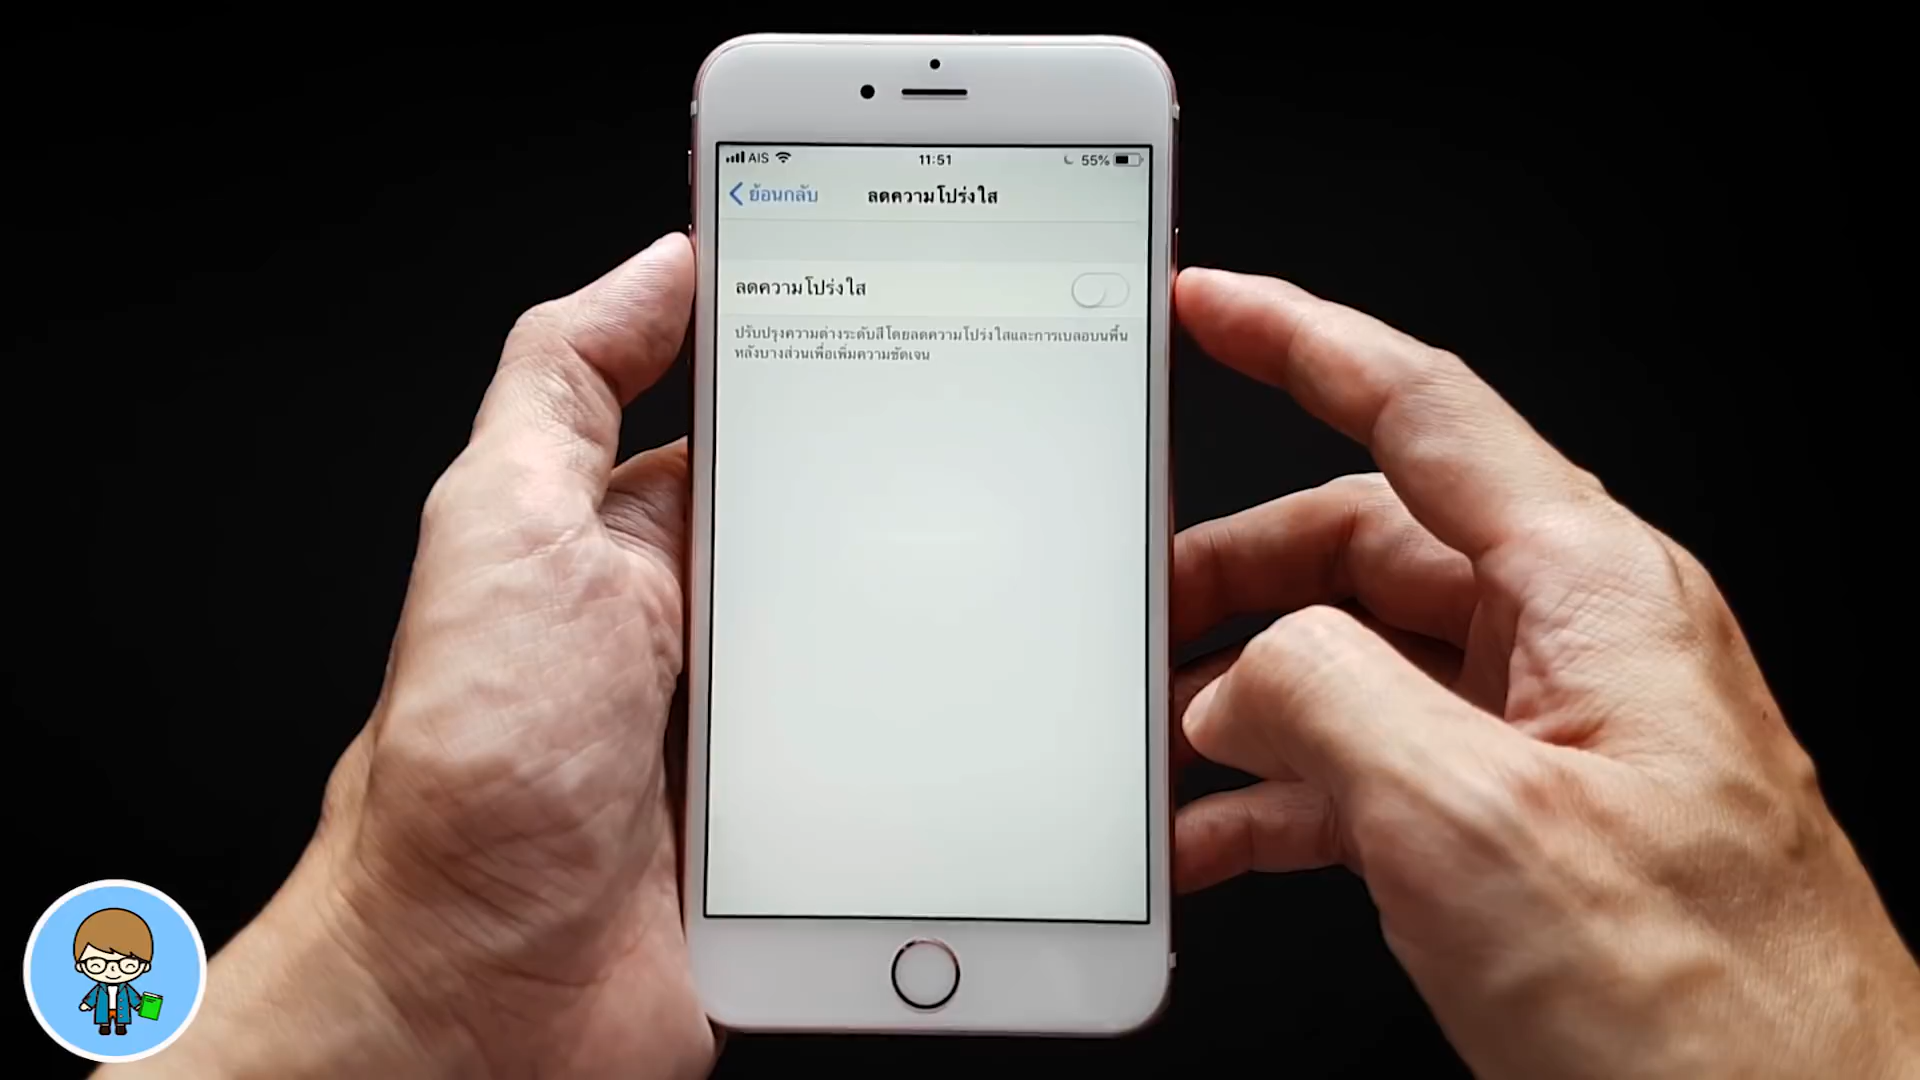 AIS 11:51 55%
ย้อนกลับ ลดความโปร่งใส
ลดความโปร่งใส
ปรับปรุงความต่างระดับสีโดยลดความโปร่งใสและการเบลอบนพื้น
หลังบางส่วนเพื่อเพิ่มความชัดเจน